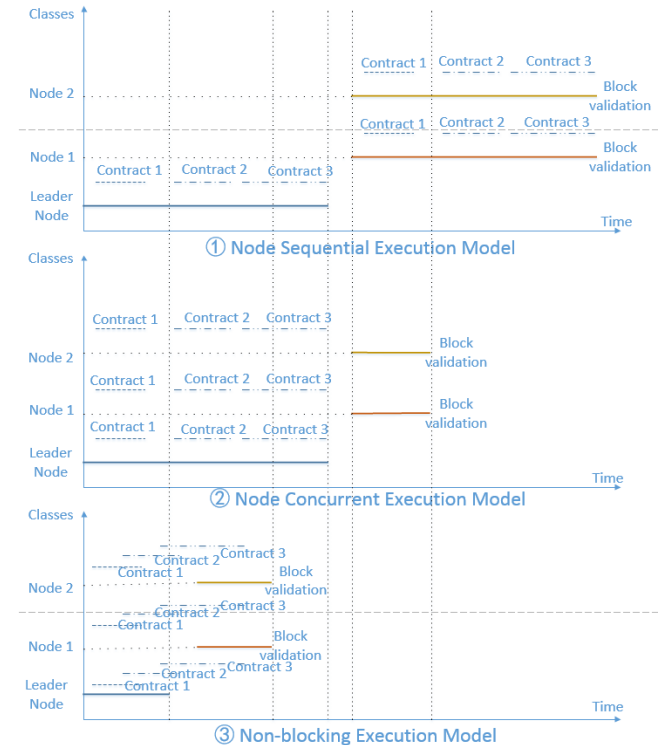 Classes
Contract 1 Contract 2 Contract 3
Node 2
Block
validation
Contract 1 Contract 2 Contract 3
Node 1
Block
validation
Contract 1 Contract 2 Contract 3
Leader
Node
Time
① Node Sequential Execution Model
Classes
Contract 1 Contract 2 Contract 3
Node 2
Block
validation
Contract 1 Contract 2 Contract 3
Node 1
Block
validation
Contract 1 Contract 2 Contract 3
Leader
Node
Time
② Node Concurrent Execution Model
Classes
Contract 3
Contract 2
Contract 1
Node 2
Block
validation
Contract 3
Contract 2
Contract 1
Node 1
Block
validation
Contract 3
Contract 2
Contract 1
Leader
Node
Time
③ Non-blocking Execution Model